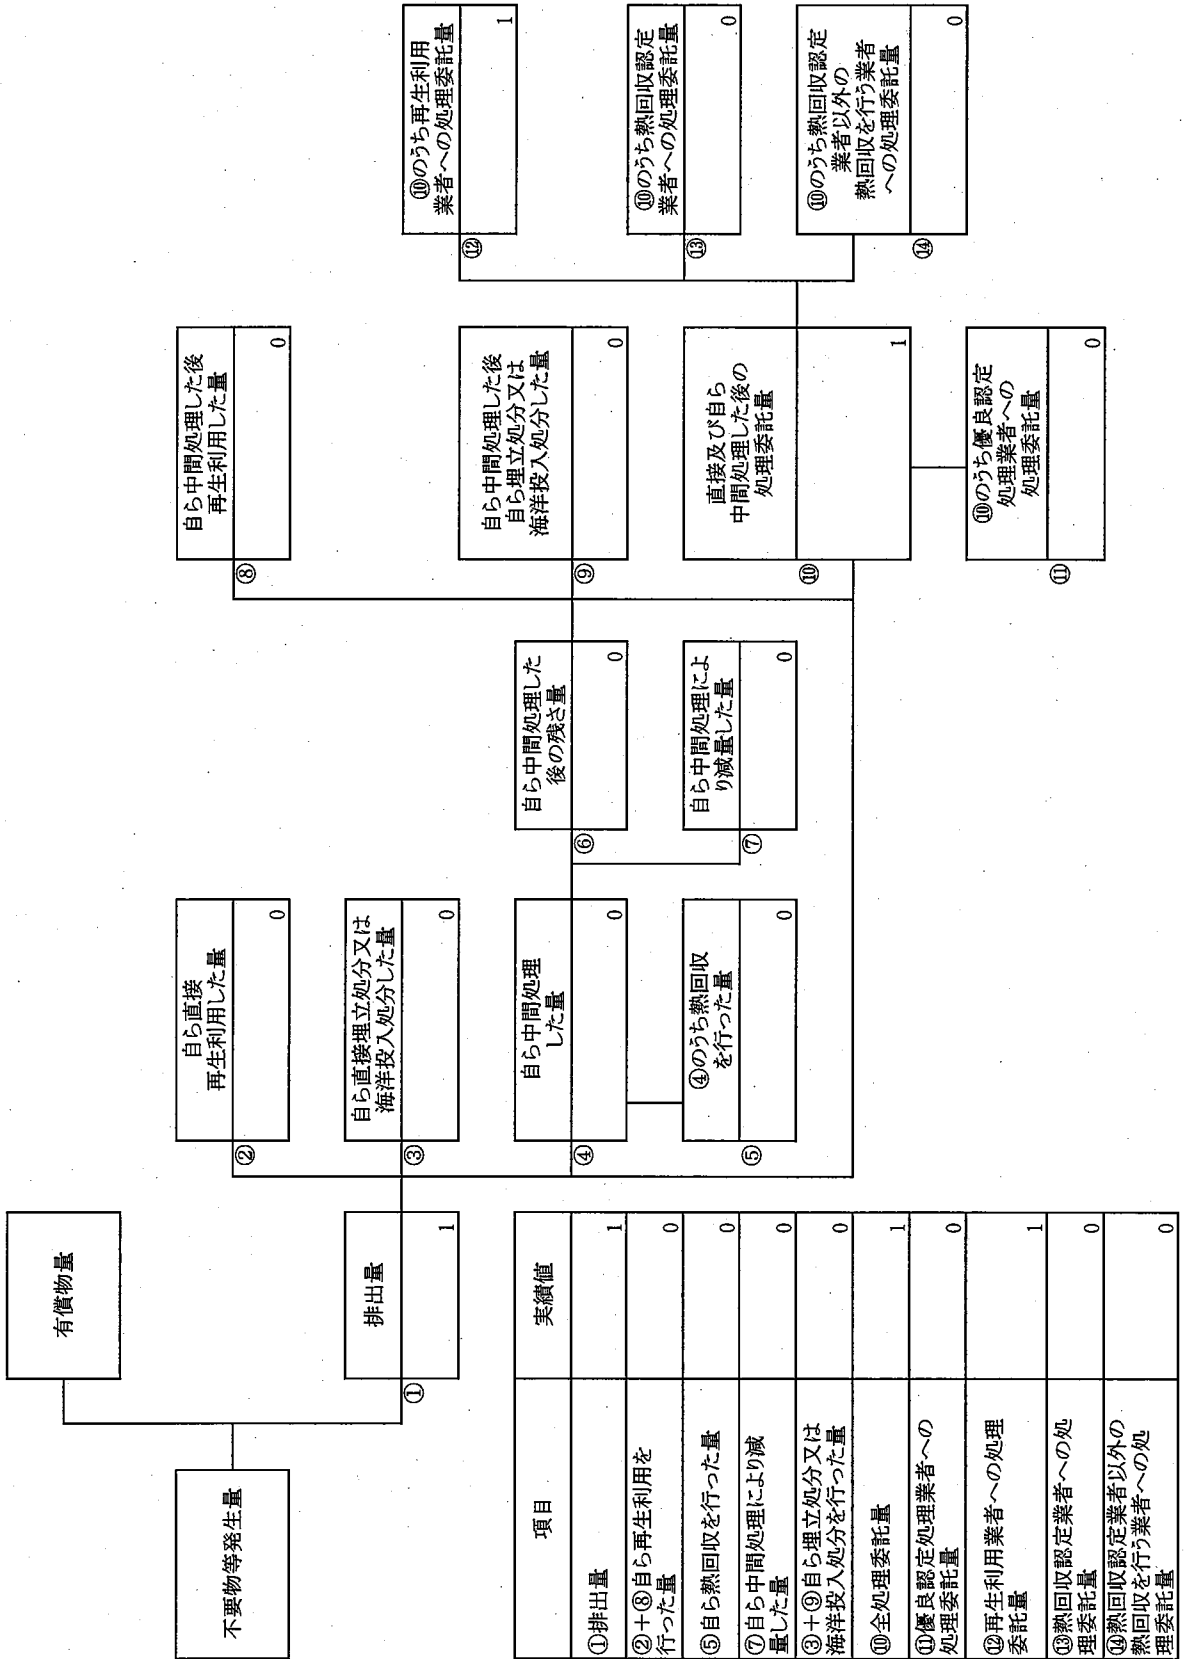 不要物等発生量
有償物量
①
排出量
1
②
自ら直接
再生利用した量
0
③
自ら直接埋立処分又は
海洋投入処分した量
0
④
自ら中間処理
した量
0
⑤
④のうち熱回収
を行った量
0
⑥
自ら中間処理した
後の残さ量
0
⑦
自ら中間処理によ
り減量した量
0
⑧
自ら中間処理した後
再生利用した量
0
⑨
自ら中間処理した後
自ら埋立処分又は
海洋投入処分した量
0
⑩
直接及び自ら
中間処理した後の
処理委託量
1
⑪
⑩のうち優良認定
処理業者への
処理委託量
0
⑫
⑩のうち再生利用
業者への処理委託量
1
⑬
⑩のうち熱回収認定
業者への処理委託量
0
⑭
⑩のうち熱回収認定
業者以外の
熱回収を行う業者
への処理委託量
0
項目 実績値
①排出量 1
②+⑧自ら再生利用を
行った量 0
⑤自ら熱回収を行った量 0
⑦自ら中間処理により減
量した量 0
③+⑨自ら埋立処分又は
海洋投入処分を行った量 0
⑩全処理委託量 1
⑪優良認定処理業者への
処理委託量 0
⑫再生利用業者への処理
委託量 1
⑬熱回収認定業者への処
理委託量 0
⑭熱回収認定業者以外の
熱回収を行う業者への処
理委託量 0